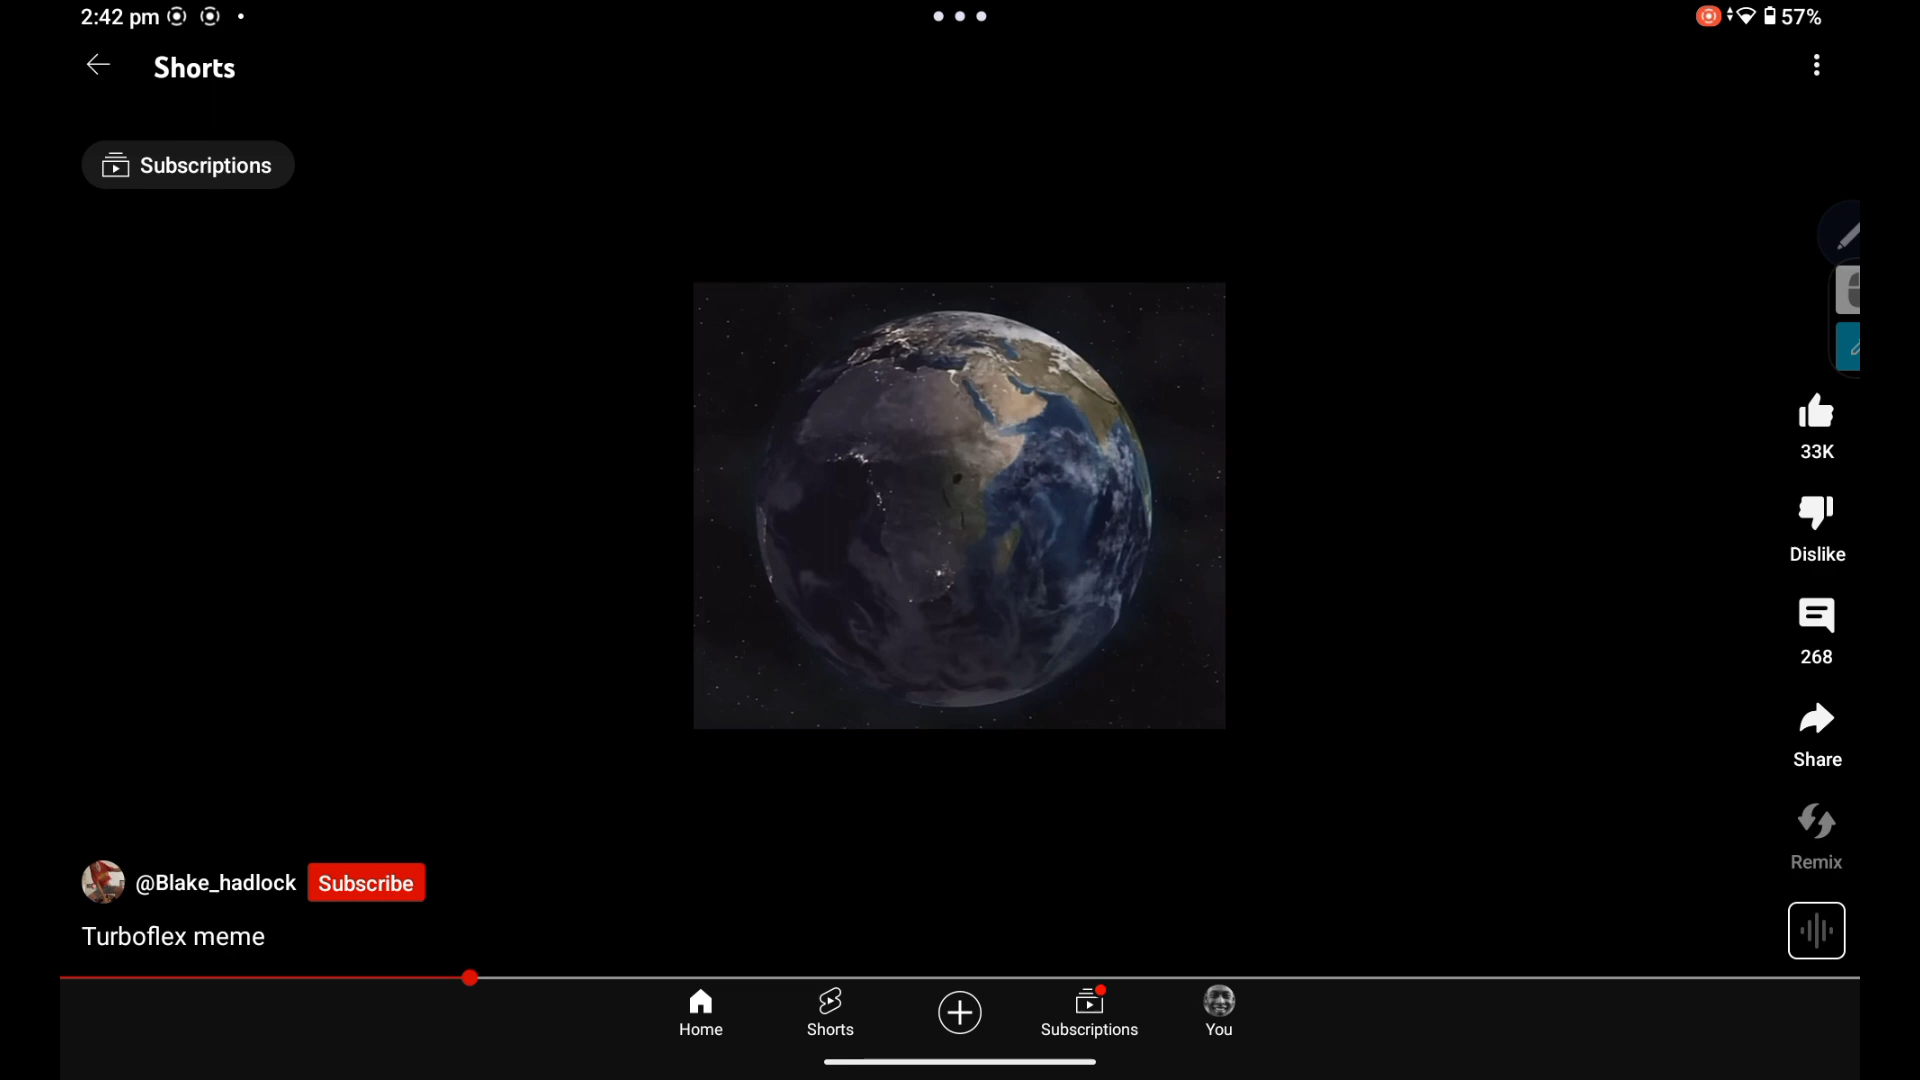 2:42 pm
57%
Shorts
Subscriptions
33K
Dislike
268
Share
Remix
@Blake_hadlock
Subscribe
Turboflex meme
Home
Shorts
Subscriptions
You